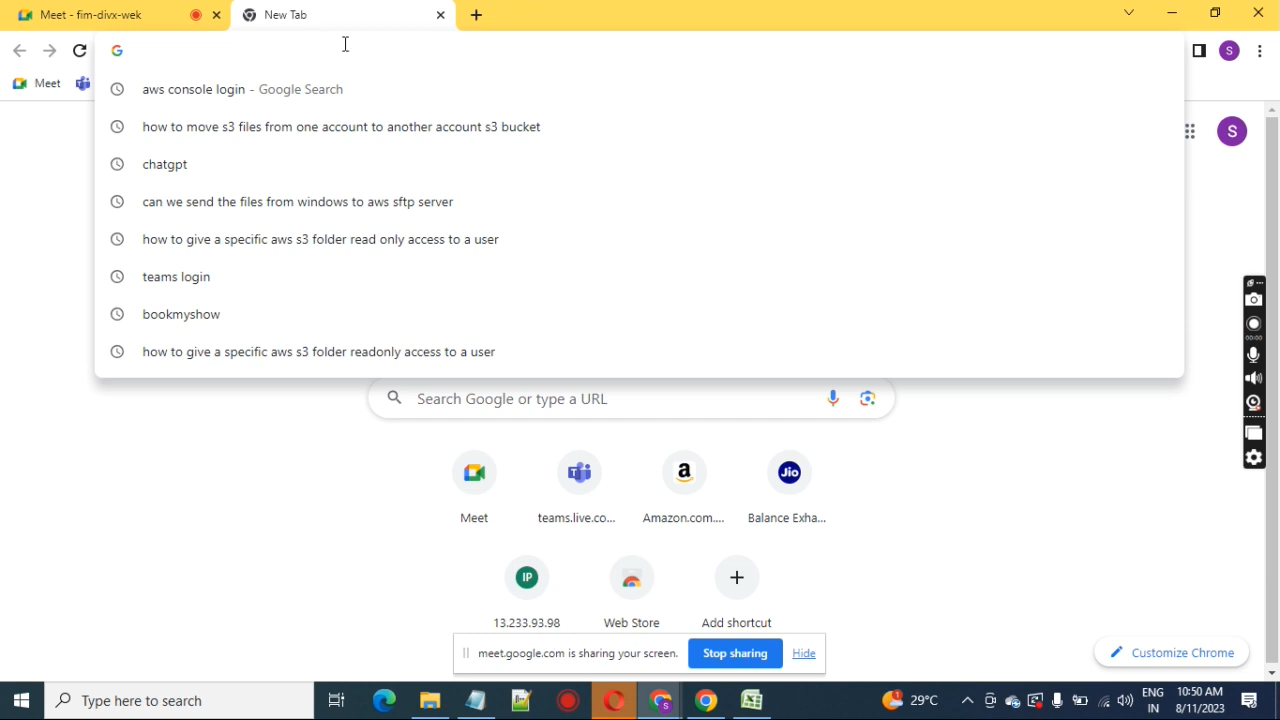 Meet - fim-divx-wek
New Tab
G
S
Meet
aws console login - Google Search
how to move s3 files from one account to another account s3 bucket
S
chatgpt
can we send the files from windows to aws sftp server
how to give a specific aws s3 folder read only access to a user
teams login
bookmyshow
00:00
how to give a specific aws s3 folder readonly access to a user
Search Google or type a URL
a
Jio
Meet
teams.live.co...
Amazon.com....
Balance Exha...
IP
13.233.93.98
Web Store
Add shortcut
meet.google.com is sharing your screen.
Stop sharing
Hide
Customize Chrome
Type here to search
S
1
29°C
ENG
IN
10:50 AM
8/11/2023